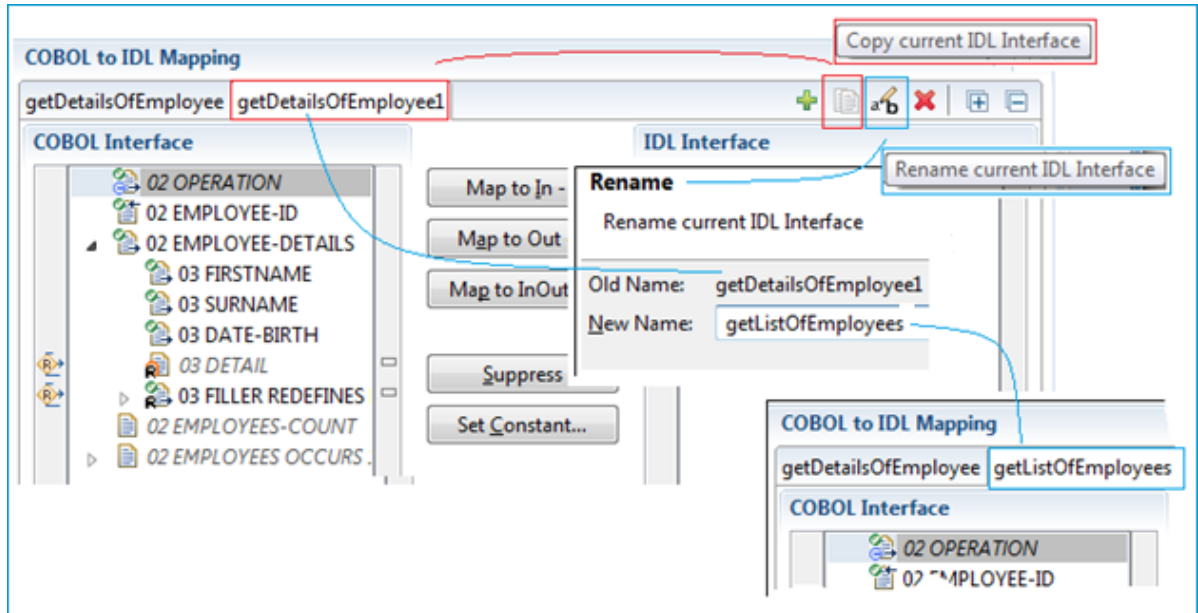 Copy current IDL Interface
COBOL to IDL Mapping
getDetailsOfEmployee getDetailsOfEmployee1
COBOL Interface
IDL Interface
Rename current IDL Interface
02 OPERATION
02 EMPLOYEE-ID
02 EMPLOYEE-DETAILS
03 FIRSTNAME
03 SURNAME
03 DATE-BIRTH
03 DETAIL
03 FILLER REDEFINES
02 EMPLOYEES-COUNT
02 EMPLOYEES OCCURS .
Map to In -
Map to Out
Map to InOut
Suppress
Set Constant...
Rename
Rename current IDL Interface
Old Name: getDetailsOfEmployee1
New Name: getListOfEmployees
COBOL to IDL Mapping
getDetailsOfEmployee getListOfEmployees
COBOL Interface
02 OPERATION
02 MPLOYEE-ID